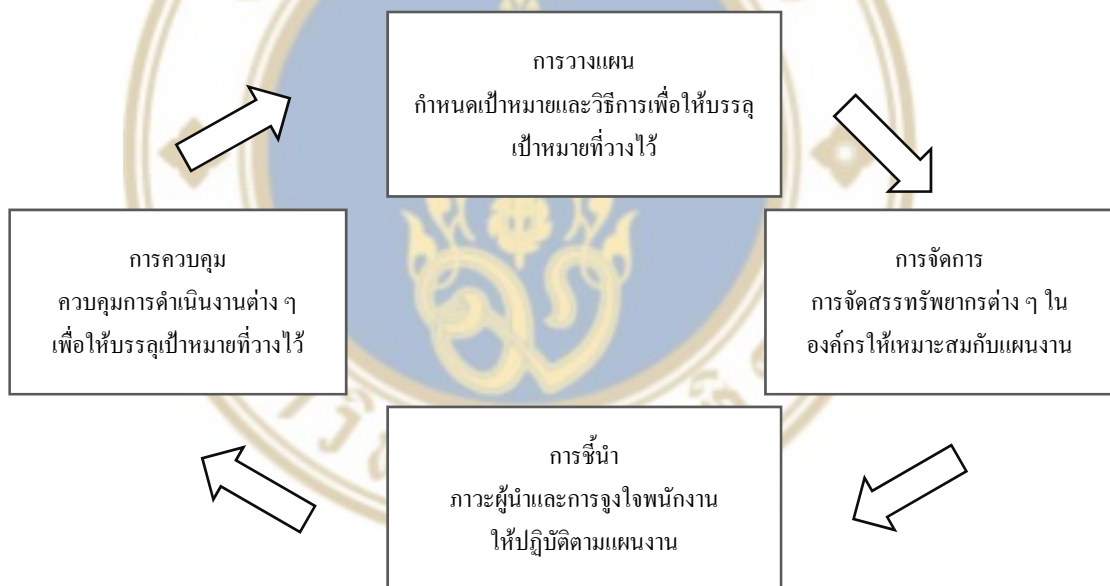 การวางแผน
กำหนดเป้าหมายและวิธีการเพื่อให้บรรลุ
เป้าหมายที่วางไว้
การควบคุม
ควบคุมการดำเนินงานต่าง ๆ
เพื่อให้บรรลุเป้าหมายที่วางไว้
การจัดการ
การจัดสรรทรัพยากรต่าง ๆ ใน
องค์กรให้เหมาะสมกับแผนงาน
การชี้นำ
ภาวะผู้นำและการจูงใจพนักงาน
ให้ปฏิบัติตามแผนงาน